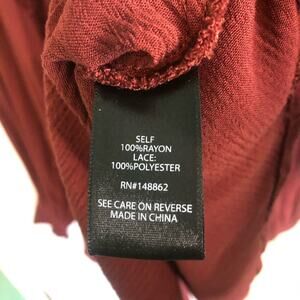 SELF
100%RAYON
LACE:
100%POLYESTER
RN#148862
SEE CARE ON REVERSE
MADE IN CHINA